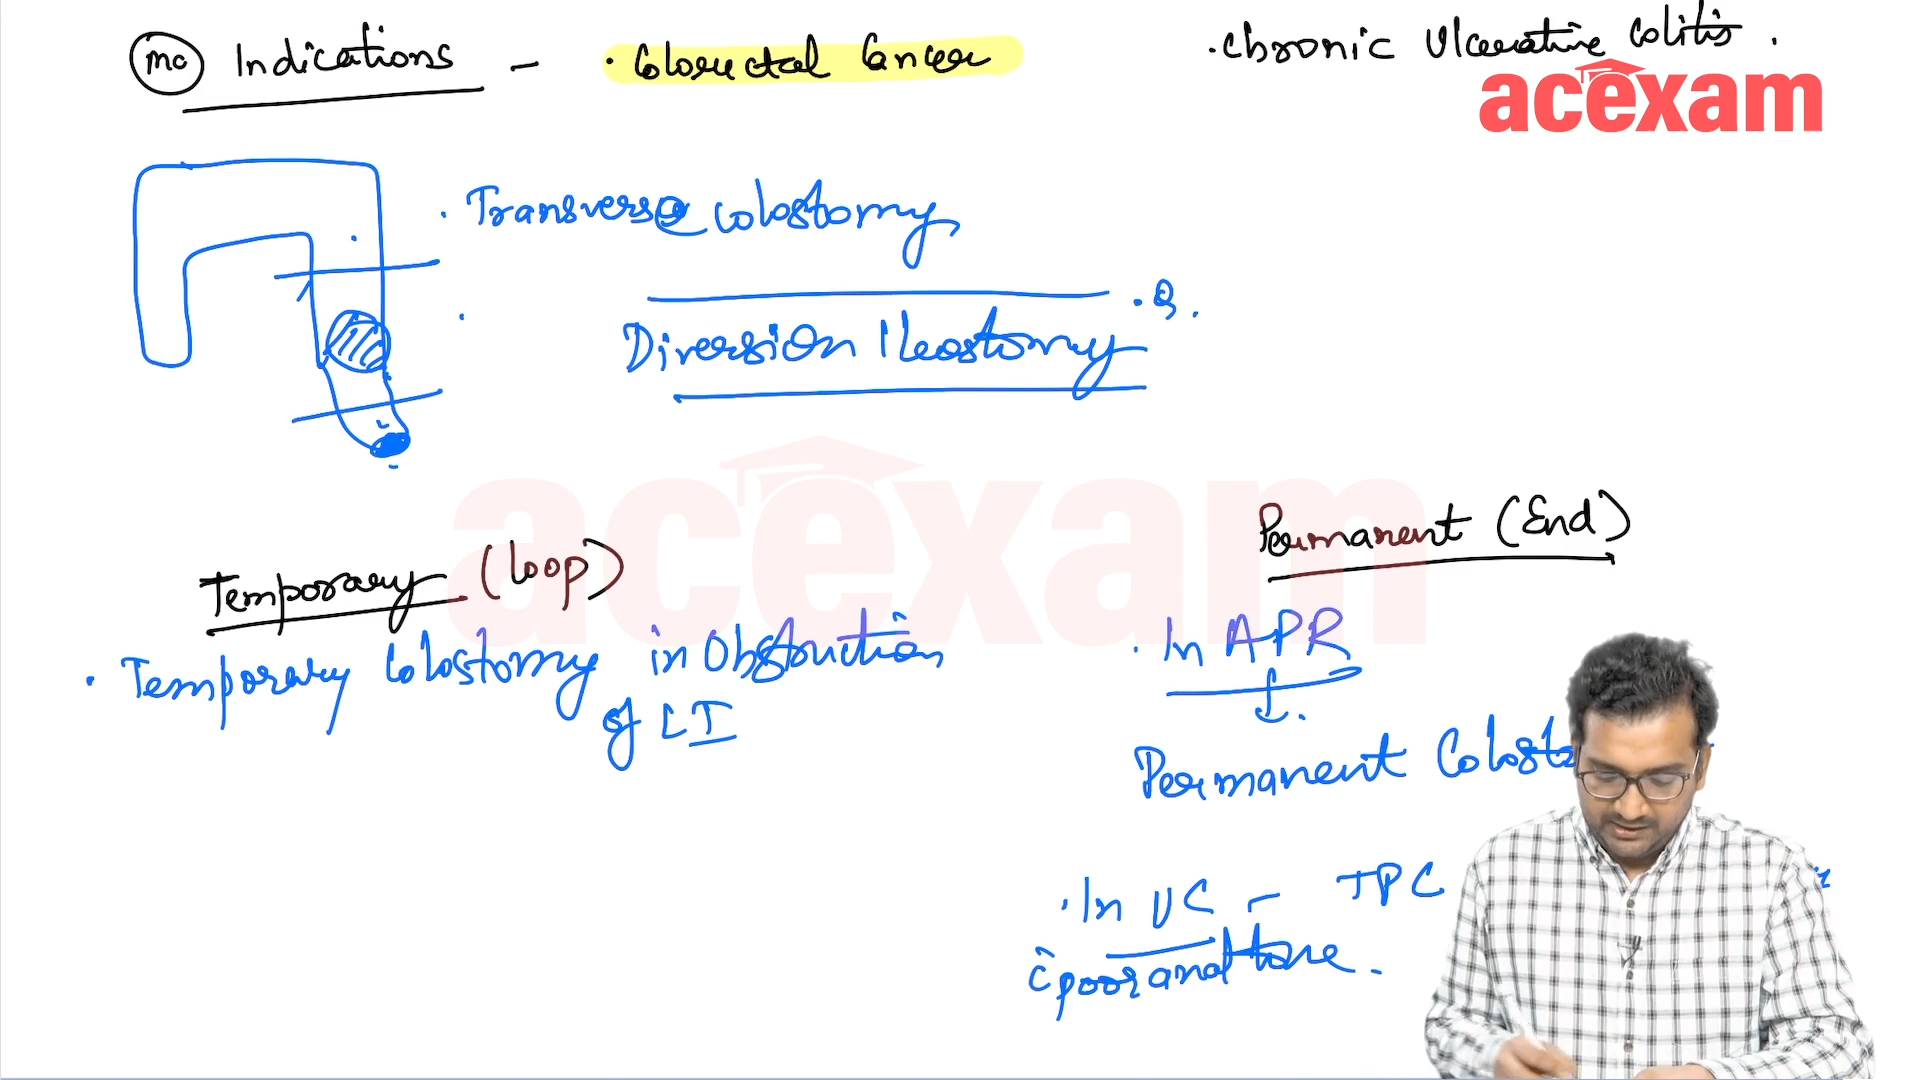 mc Indications - · Colorectal Cancer
· Chronic Ulcerative Colitis .
acexam
· Transverse Colostomy
· Q.
Diversion Ileostomy
acexam
Temporary (loop)
Permanent (End)
· Temporary Colostomy in Obstruction
of LI
· In APR
Permanent
· In UC - TPC
c̄ poor anal tone.